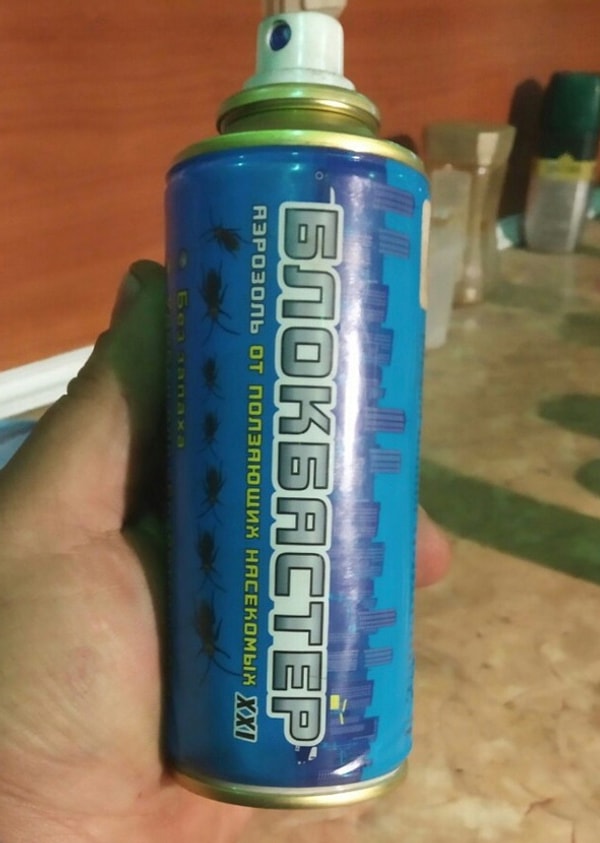 БЛОКБАСТЕР
АЭРОЗОЛЬ ОТ ПОЛЗАЮЩИХ НАСЕКОМЫХ XXI
Без запаха